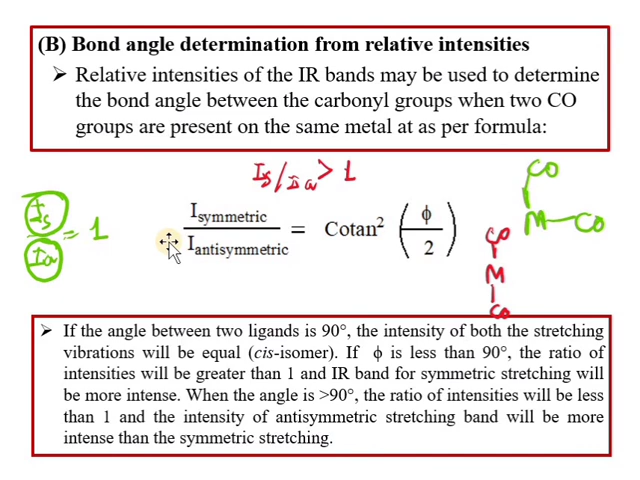 (B) Bond angle determination from relative intensities
➤ Relative intensities of the IR bands may be used to determine
the bond angle between the carbonyl groups when two CO
groups are present on the same metal at as per formula:
Is/Ia > 1
Is/Ia = 1
I symmetric / I antisymmetric = Cotan² (ϕ/2)
CO
M—CO
CO
M
CO
➤ If the angle between two ligands is 90°, the intensity of both the stretching
vibrations will be equal (cis-isomer). If ϕ is less than 90°, the ratio of
intensities will be greater than 1 and IR band for symmetric stretching will
be more intense. When the angle is >90°, the ratio of intensities will be less
than 1 and the intensity of antisymmetric stretching band will be more
intense than the symmetric stretching.